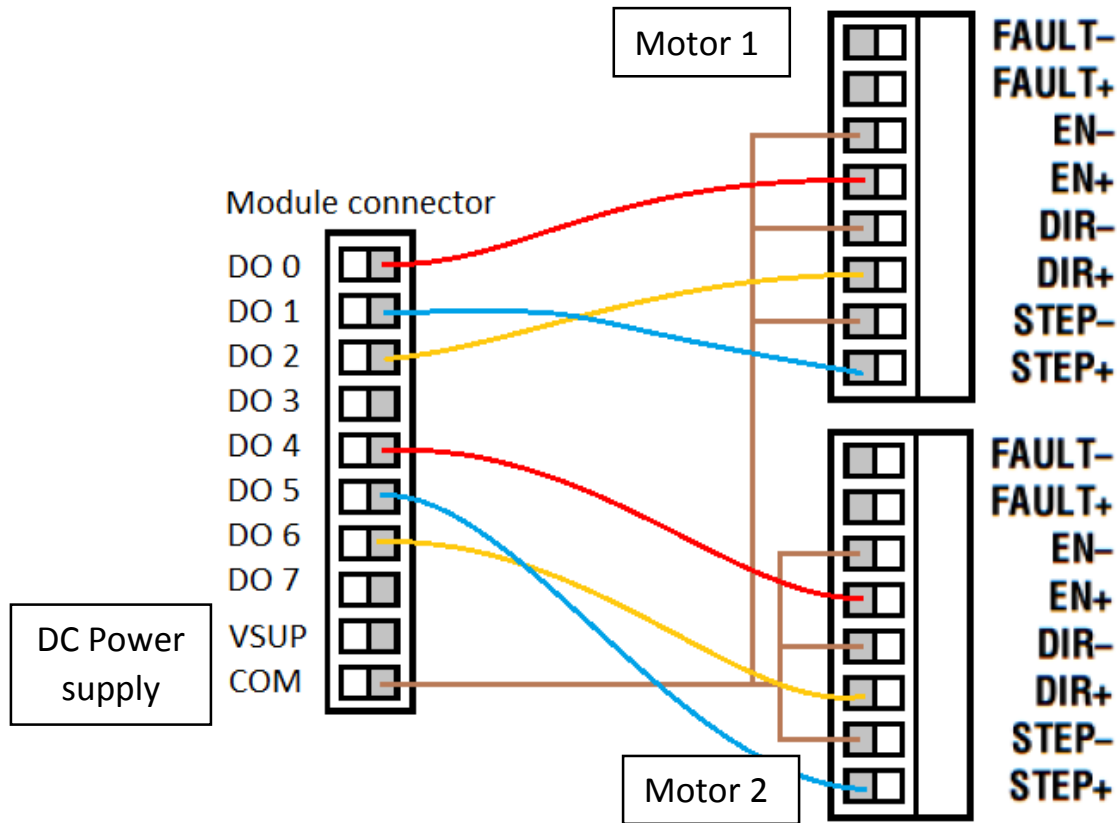 Motor 1
FAULT–
FAULT+
EN–
EN+
DIR–
DIR+
STEP–
STEP+
Module connector
DO 0
DO 1
DO 2
DO 3
DO 4
DO 5
DO 6
DO 7
VSUP
COM
DC Power
supply
FAULT–
FAULT+
EN–
EN+
DIR–
DIR+
STEP–
STEP+
Motor 2